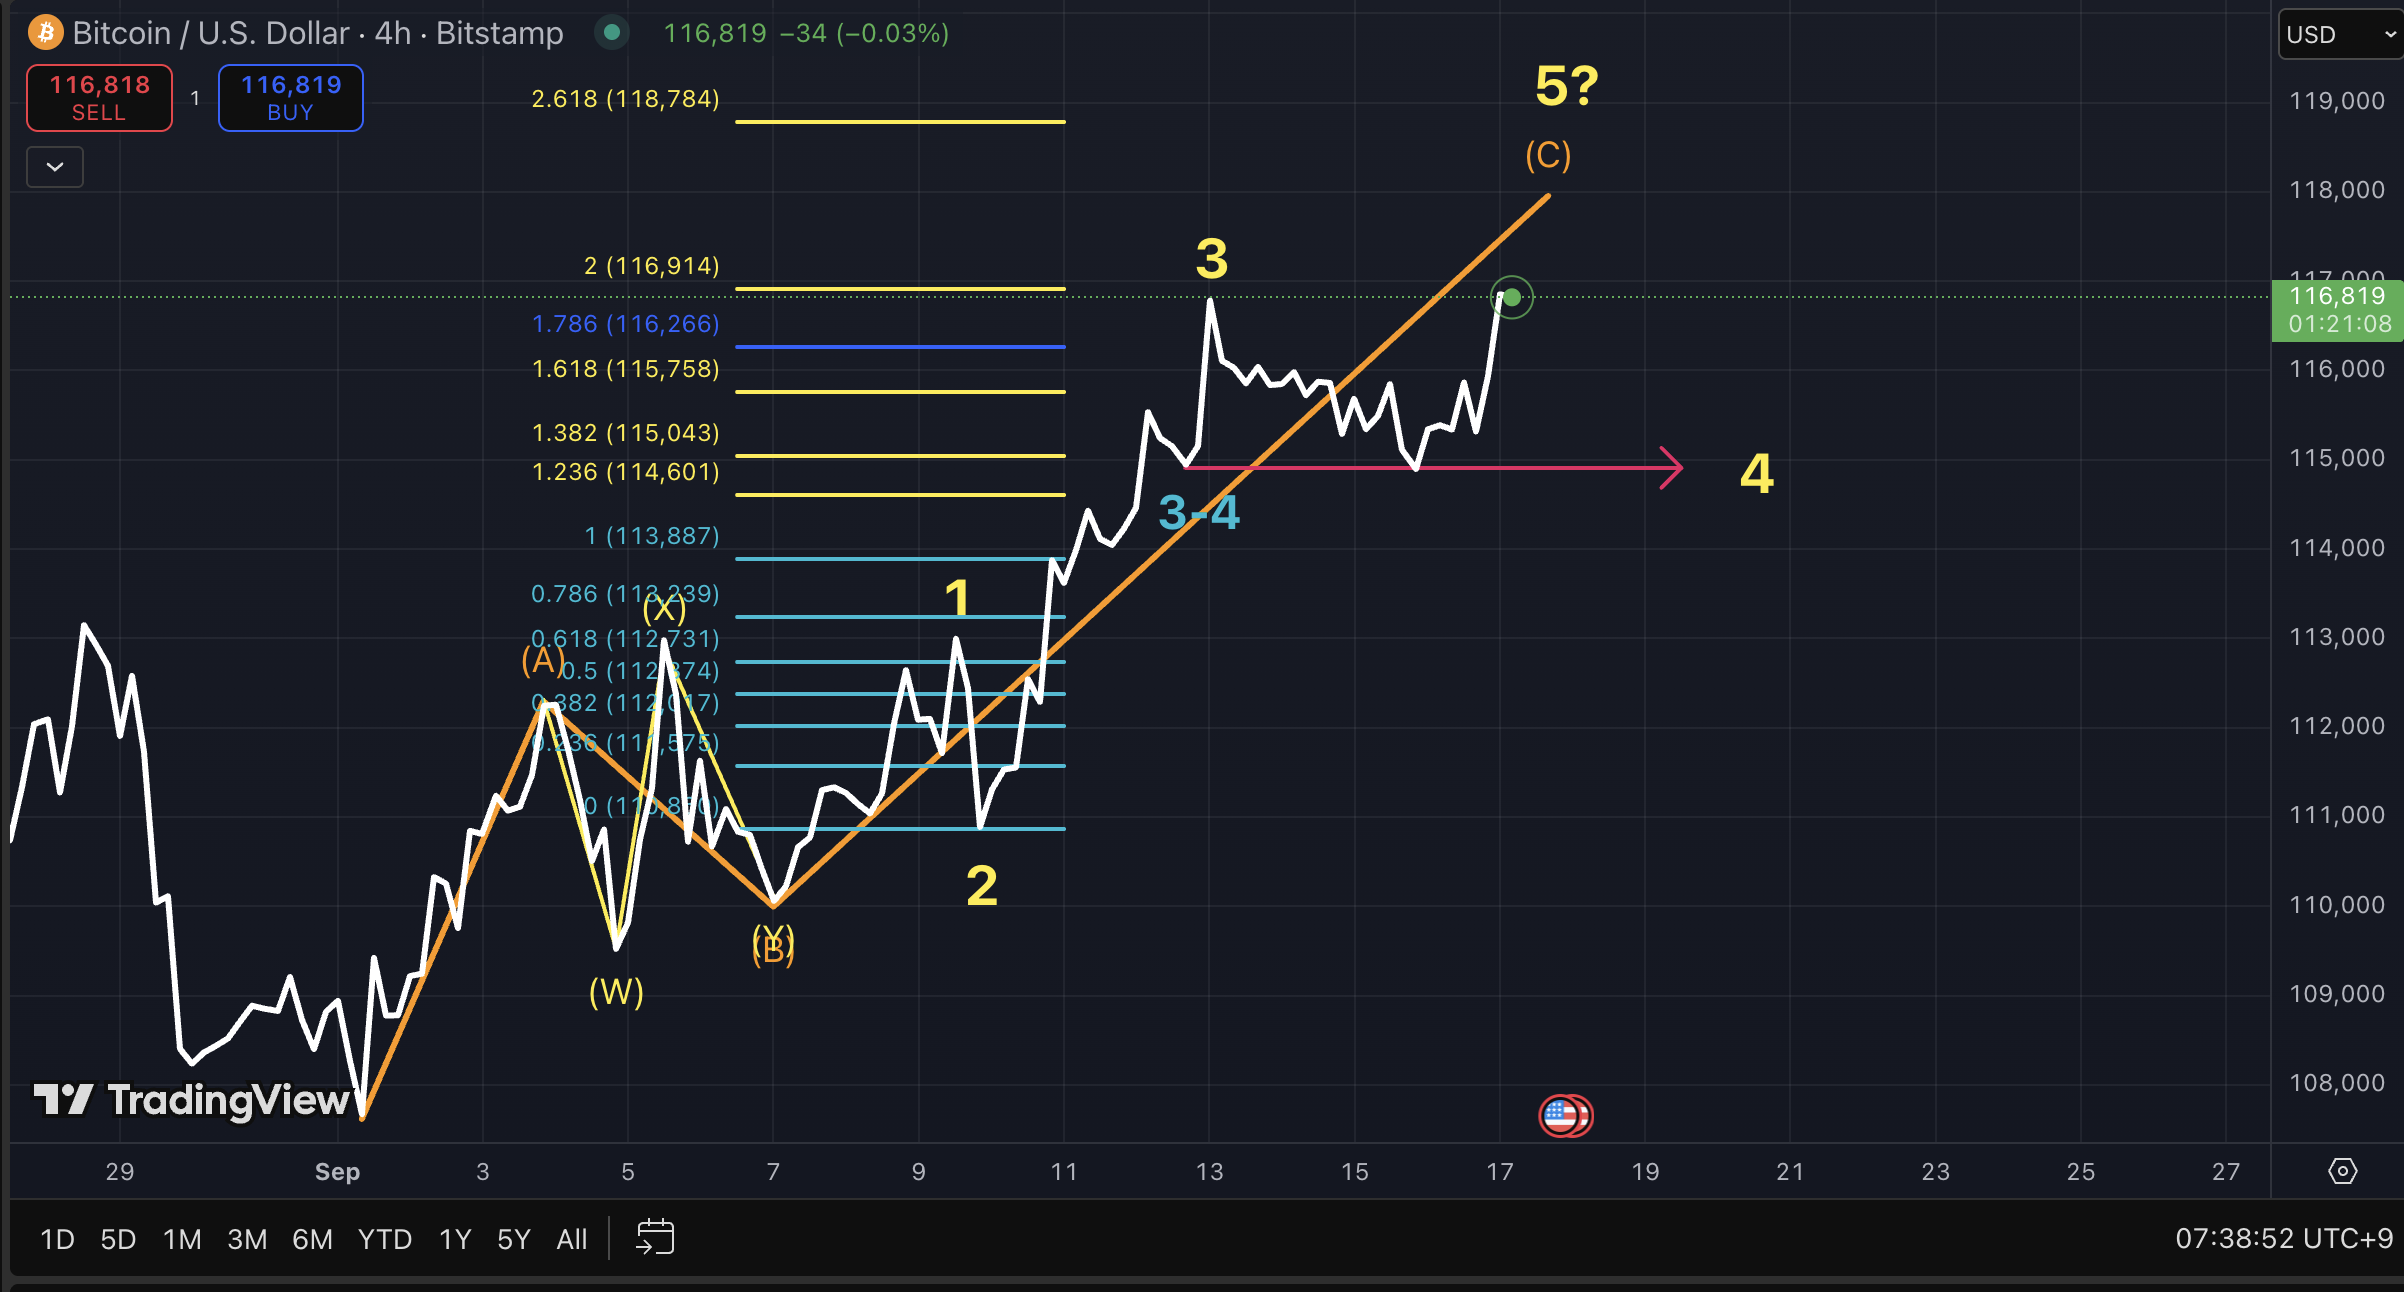 Bitcoin / U.S. Dollar · 4h · Bitstamp
116,819 −34 (−0.03%)
USD
116,818
SELL
1
116,819
BUY
5?
(C)
2.618 (118,784)
2 (116,914)
1.786 (116,266)
1.618 (115,758)
1.382 (115,043)
1.236 (114,601)
1 (113,887)
0.786 (113,239)
0.618 (112,731)
0.5 (112,374)
0.382 (112,017)
0.236 (111,575)
3
4
3-4
1
2
(A)
(X)
(W)
(Y)
(B)
119,000
118,000
117,000
116,819
01:21:08
116,000
115,000
114,000
113,000
112,000
111,000
110,000
109,000
108,000
TradingView
29
Sep
3
5
7
9
11
13
15
17
19
21
23
25
27
1D
5D
1M
3M
6M
YTD
1Y
5Y
All
07:38:52 UTC+9